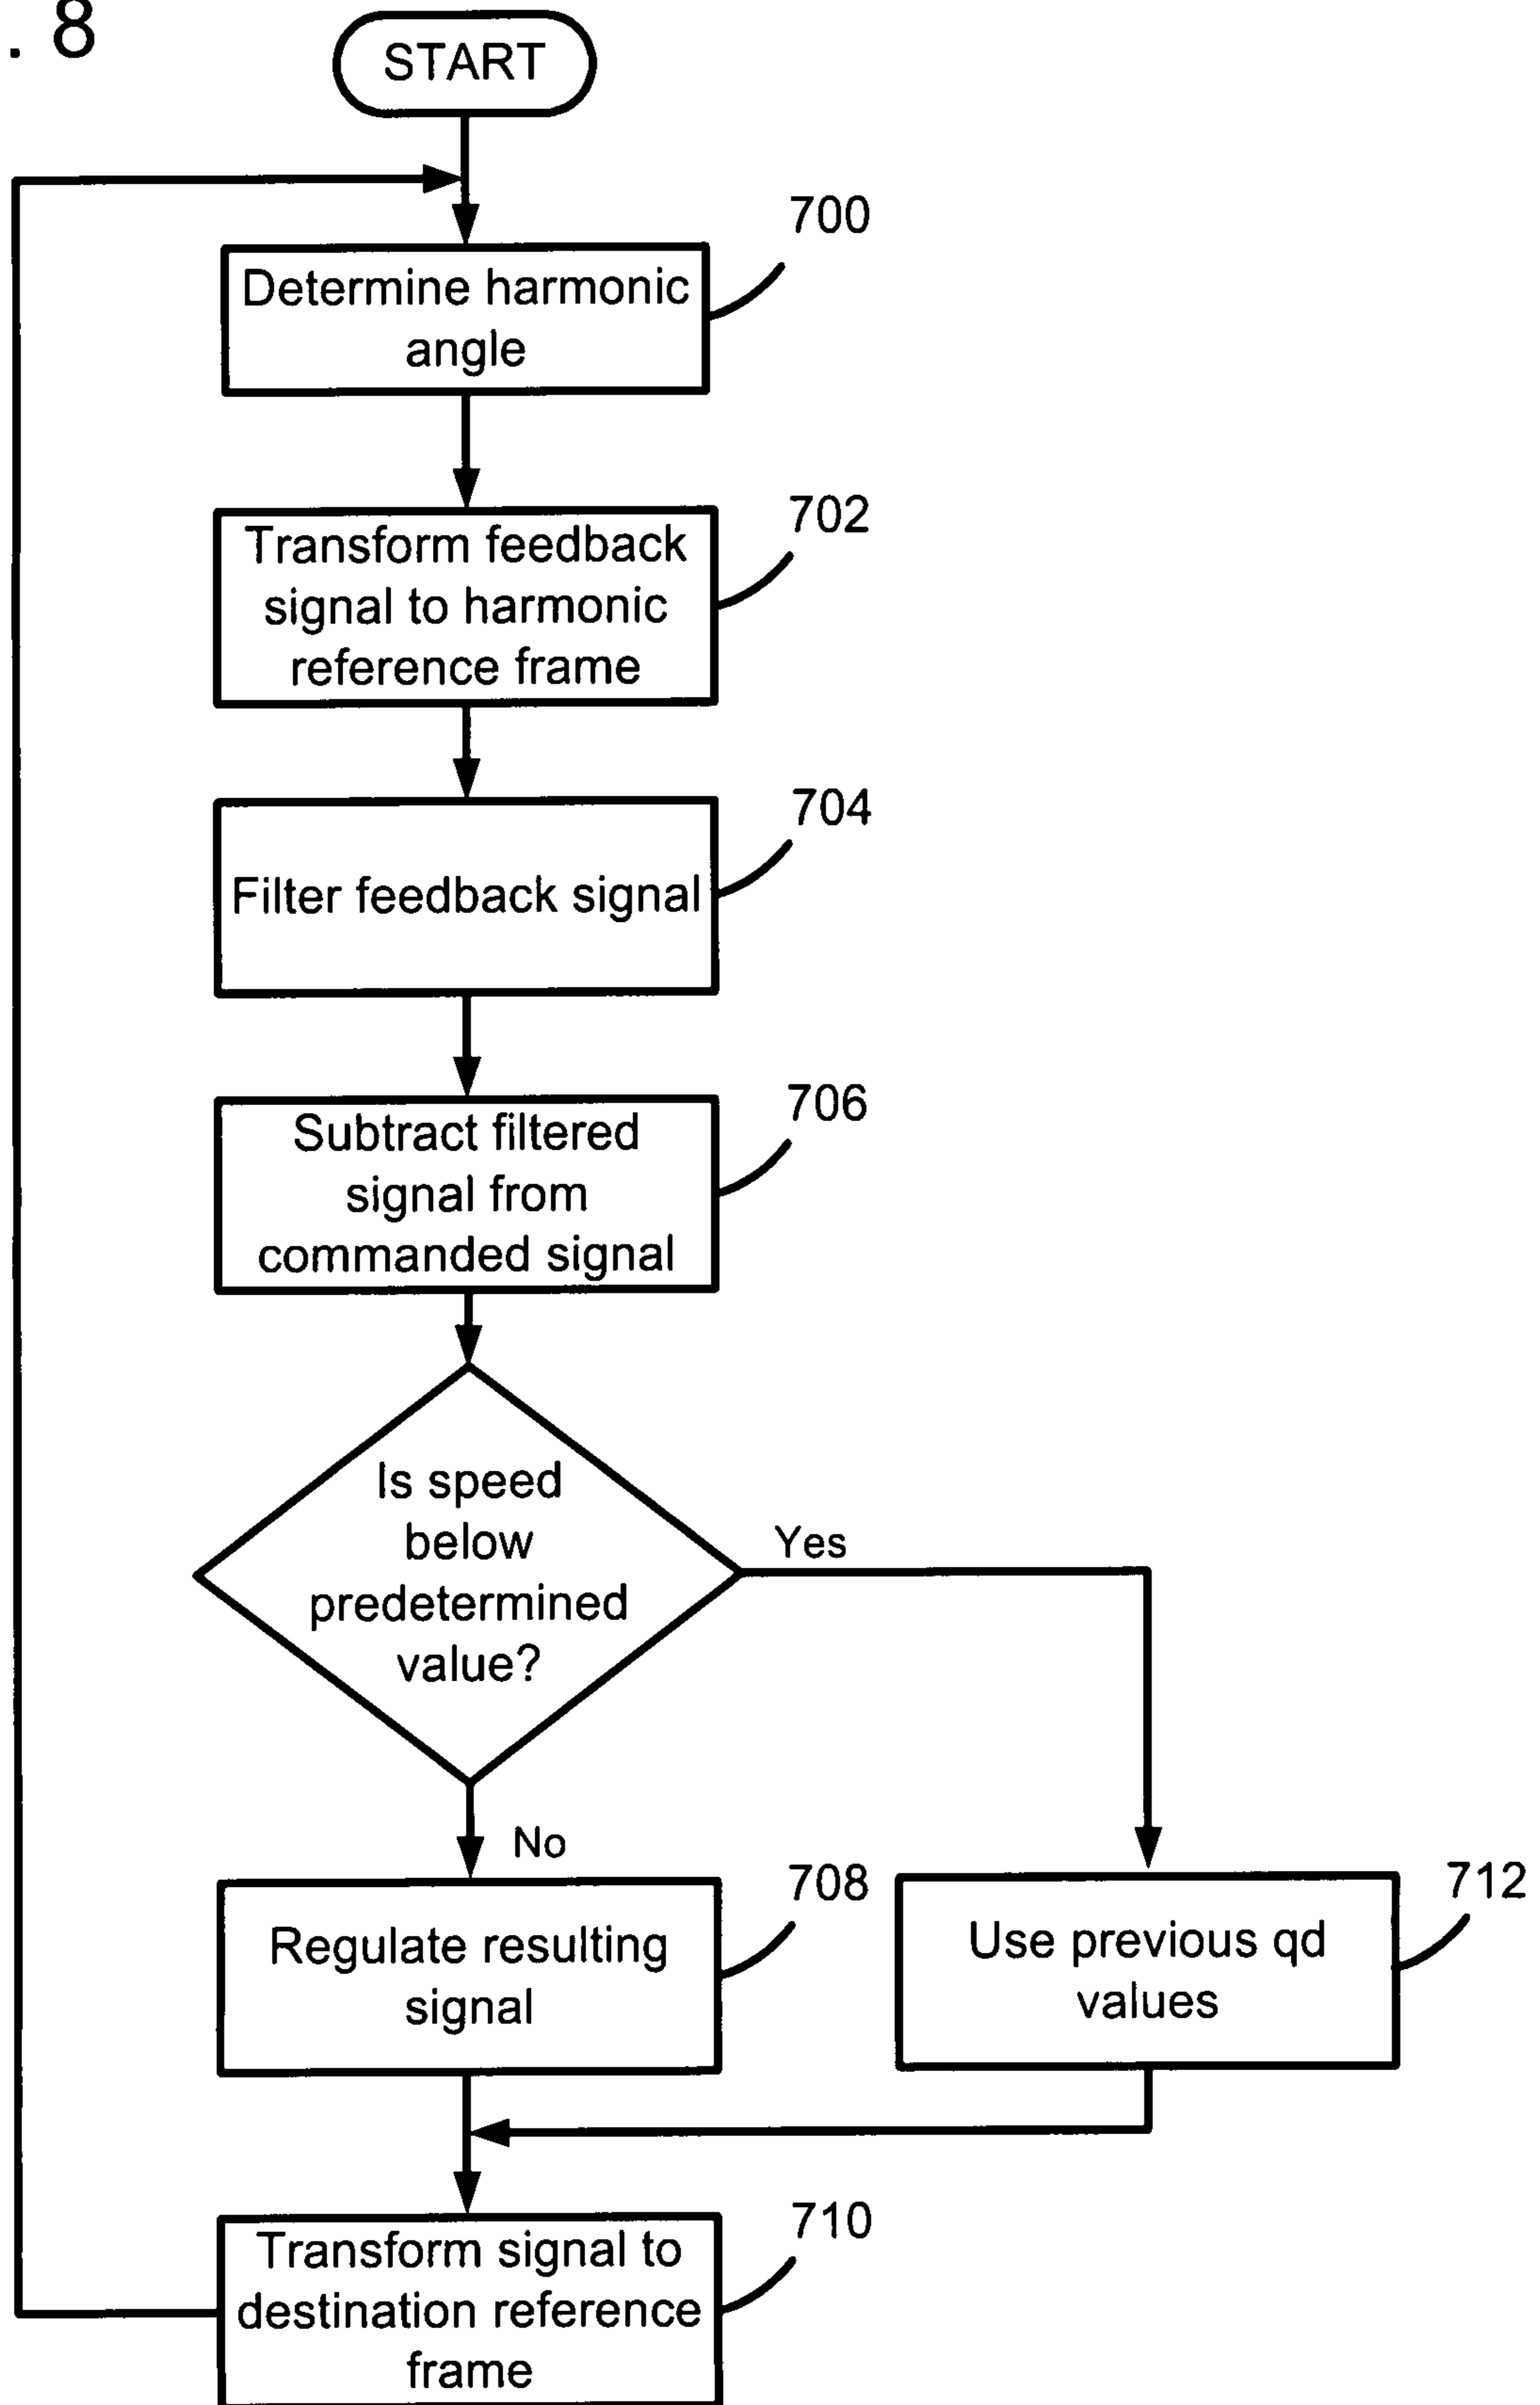 . 8
START
700
Determine harmonic
angle
702
Transform feedback
signal to harmonic
reference frame
704
Filter feedback signal
706
Subtract filtered
signal from
commanded signal
Is speed
below
predetermined
value?
Yes
No
708
Regulate resulting
signal
712
Use previous qd
values
710
Transform signal to
destination reference
frame